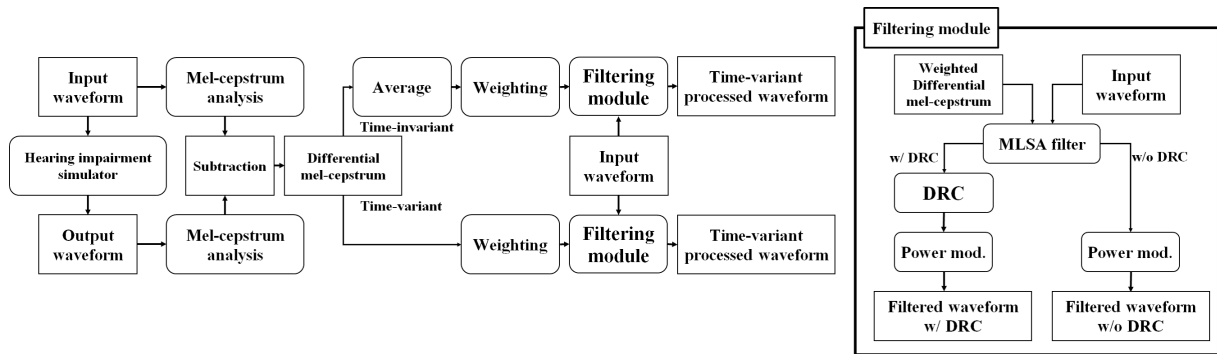 Input
waveform
Mel-cepstrum
analysis
Hearing impairment
simulator
Output
waveform
Mel-cepstrum
analysis
Subtraction
Differential
mel-cepstrum
Time-invariant
Time-variant
Average
Weighting
Filtering
module
Time-variant
processed waveform
Input
waveform
Weighting
Filtering
module
Time-variant
processed waveform
Filtering module
Weighted
Differential
mel-cepstrum
Input
waveform
MLSA filter
w/ DRC
w/o DRC
DRC
Power mod.
Power mod.
Filtered waveform
w/ DRC
Filtered waveform
w/o DRC